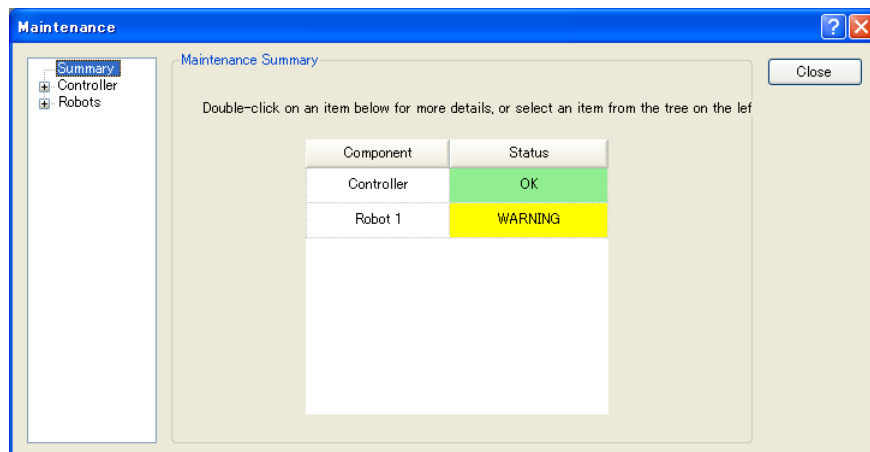 Maintenance
Summary
Controller
Robots
Maintenance Summary
Close
Double-click on an item below for more details, or select an item from the tree on the lef
Component Status
Controller OK
Robot 1 WARNING